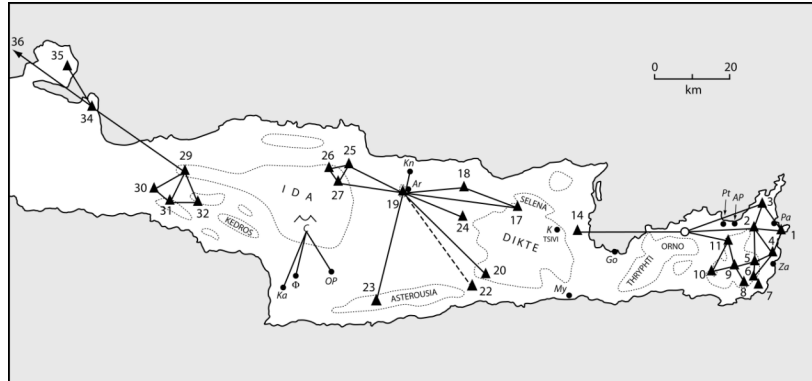 36
35
34
29
30
31
32
KEDROS
IDA
26
25
27
Kn
Ar
19
18
24
17
SELENA
DIKTE
K
TSIVI
14
Go
My
20
22
23
ASTEROUSIA
Ka
Φ
OP
0 20
km
Pt
AP
3
2
Pa
1
4
Za
5
6
7
8
9
10
11
ORNO
THRYPHTI